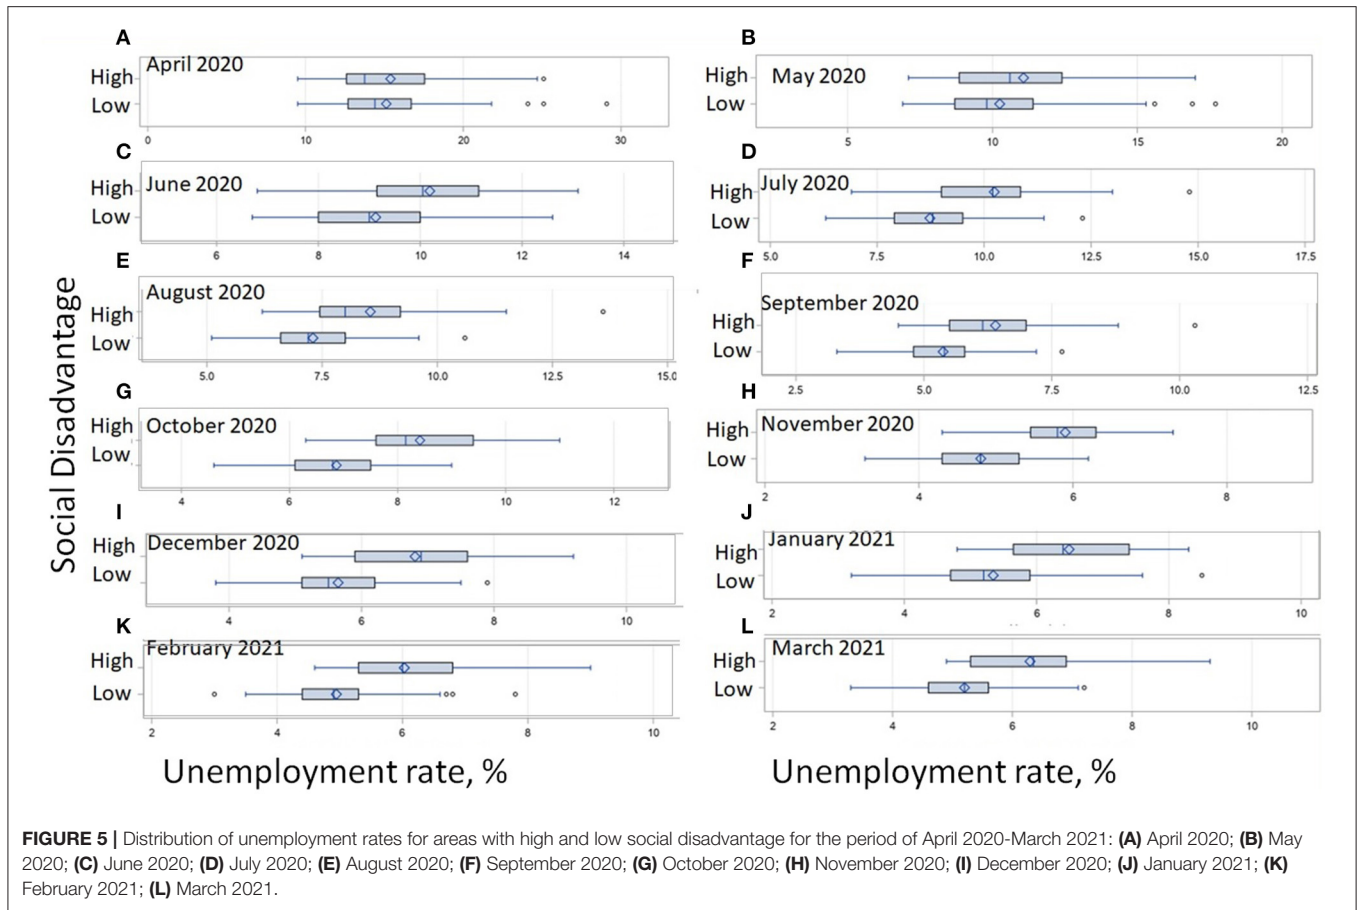 A
April 2020
High
Low
0 10 20 30
B
May 2020
High
Low
5 10 15 20
C
June 2020
High
Low
6 8 10 12 14
D
July 2020
High
Low
5.0 7.5 10.0 12.5 15.0 17.5
E
August 2020
High
Low
5.0 7.5 10.0 12.5 15.0
F
September 2020
High
Low
2.5 5.0 7.5 10.0 12.5
G
October 2020
High
Low
4 6 8 10 12
H
November 2020
High
Low
2 4 6 8
I
December 2020
High
Low
4 6 8 10
J
January 2021
High
Low
2 4 6 8 10
K
February 2021
High
Low
2 4 6 8 10
L
March 2021
High
Low
2 4 6 8 10
Social Disadvantage
Unemployment rate, %
Unemployment rate, %
FIGURE 5 | Distribution of unemployment rates for areas with high and low social disadvantage for the period of April 2020-March 2021: (A) April 2020; (B) May
2020; (C) June 2020; (D) July 2020; (E) August 2020; (F) September 2020; (G) October 2020; (H) November 2020; (I) December 2020; (J) January 2021; (K)
February 2021; (L) March 2021.